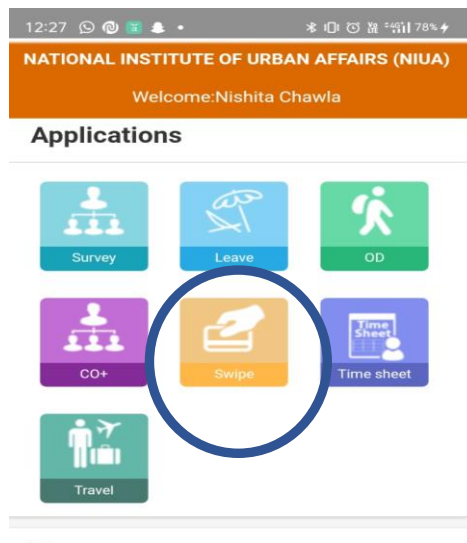 12:27
78%
NATIONAL INSTITUTE OF URBAN AFFAIRS (NIUA)
Welcome:Nishita Chawla
Applications
Survey Leave OD
Time
Sheet
CO+ Swipe Time sheet
Travel